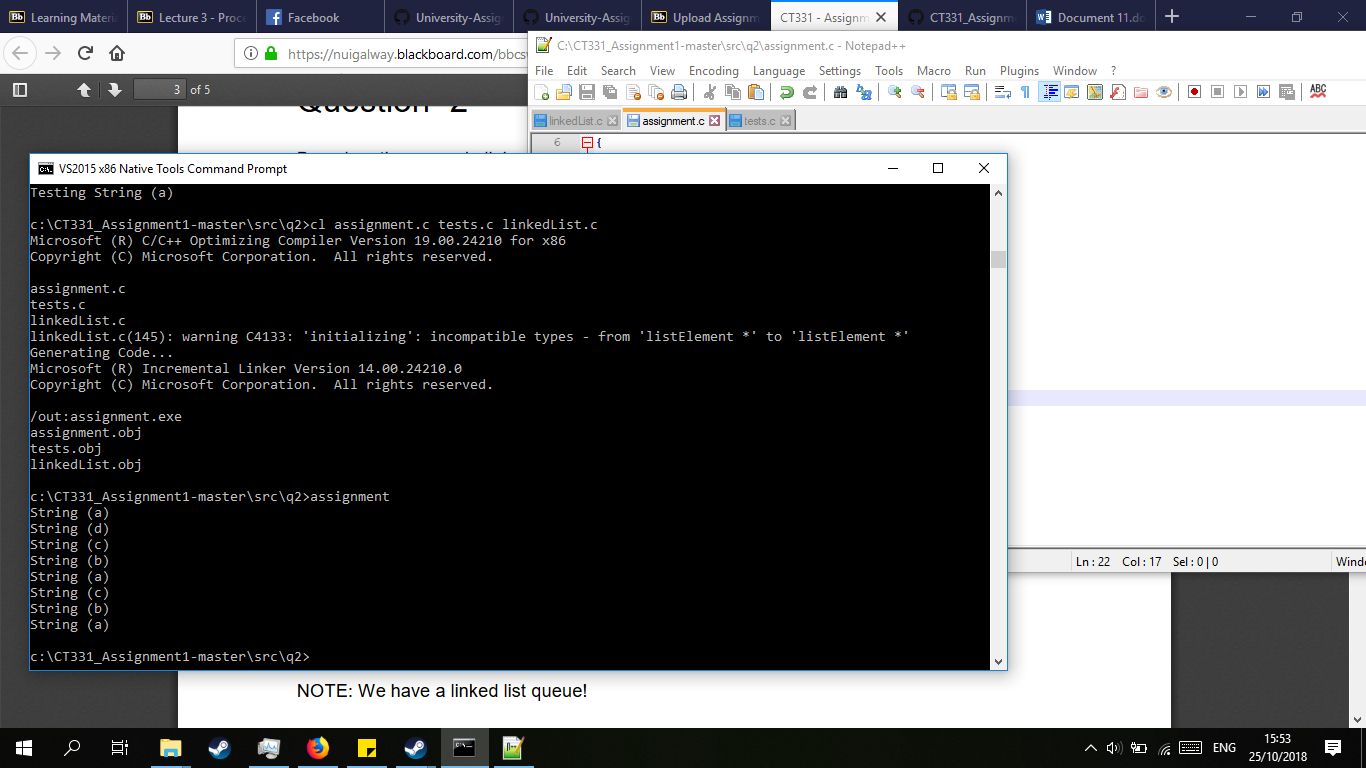 Learning Materi
Lecture 3 - Proce
Facebook
University-Assig
University-Assig
Upload Assignm
CT331 - Assignm
CT331_Assignme
Document 11.do
https://nuigalway.blackboard.com/bbcs
C:\CT331_Assignment1-master\src\q2\assignment.c - Notepad++
File Edit Search View Encoding Language Settings Tools Macro Run Plugins Window ?
3 of 5
ABC
Question 2
linkedList.c assignment.c tests.c
6 {
VS2015 x86 Native Tools Command Prompt
Testing String (a)
c:\CT331_Assignment1-master\src\q2>cl assignment.c tests.c linkedList.c
Microsoft (R) C/C++ Optimizing Compiler Version 19.00.24210 for x86
Copyright (C) Microsoft Corporation.  All rights reserved.
assignment.c
tests.c
linkedList.c
linkedList.c(145): warning C4133: 'initializing': incompatible types - from 'listElement *' to 'listElement *'
Generating Code...
Microsoft (R) Incremental Linker Version 14.00.24210.0
Copyright (C) Microsoft Corporation.  All rights reserved.
/out:assignment.exe
assignment.obj
tests.obj
linkedList.obj
c:\CT331_Assignment1-master\src\q2>assignment
String (a)
String (d)
String (c)
String (b)
String (a)
String (c)
String (b)
String (a)
c:\CT331_Assignment1-master\src\q2>
Ln : 22 Col : 17 Sel : 0 | 0 Windo
NOTE: We have a linked list queue!
ENG
15:53
25/10/2018